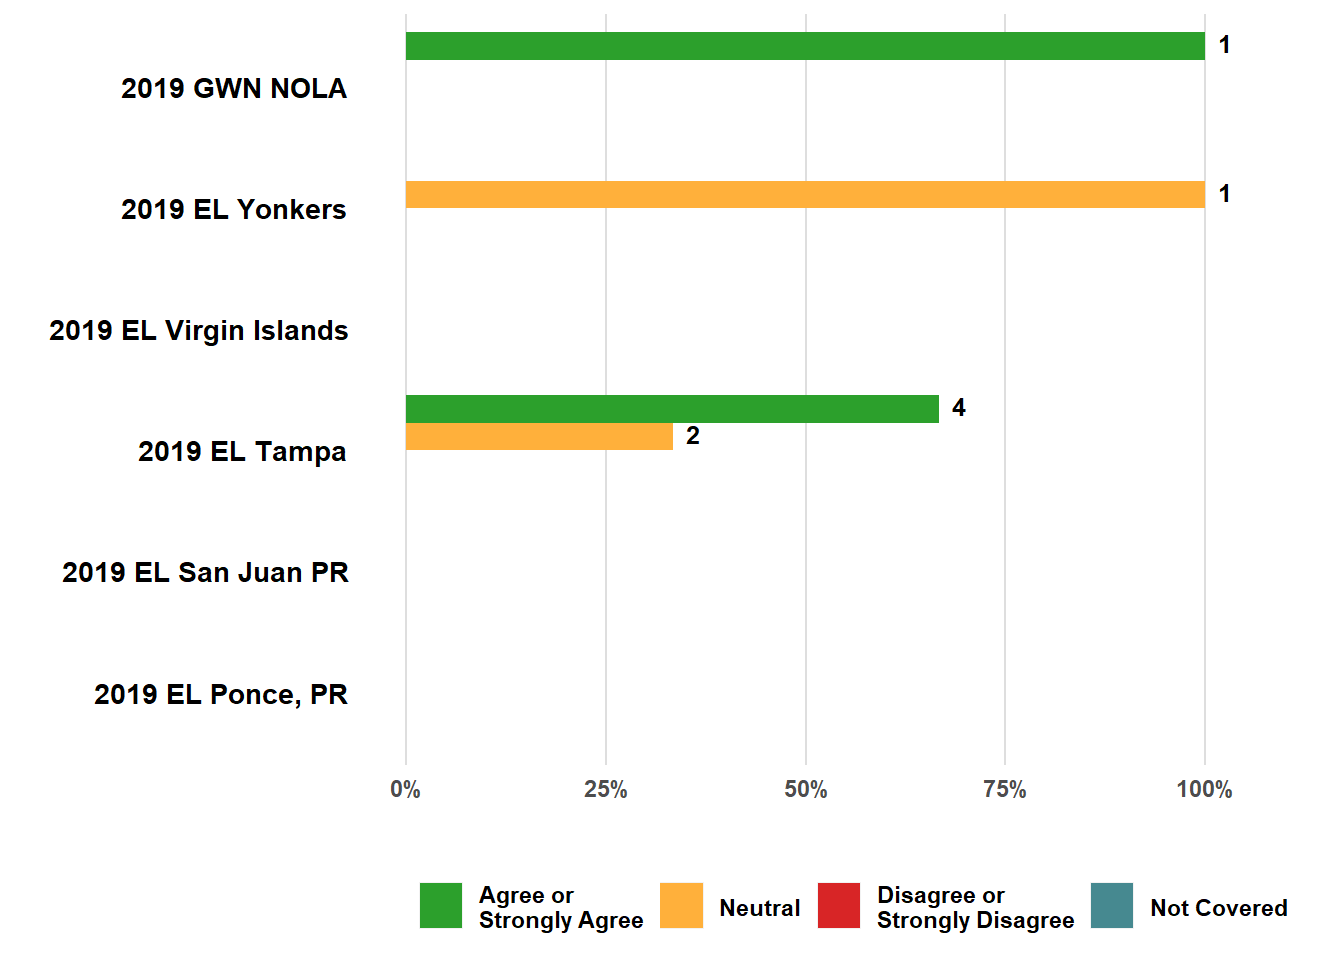 1
2019 GWN NOLA
1
2019 EL Yonkers
2019 EL Virgin Islands
4
2
2019 EL Tampa
2019 EL San Juan PR
2019 EL Ponce, PR
0% 25% 50% 75% 100%
Agree or
Strongly Agree
Neutral
Disagree or
Strongly Disagree
Not Covered